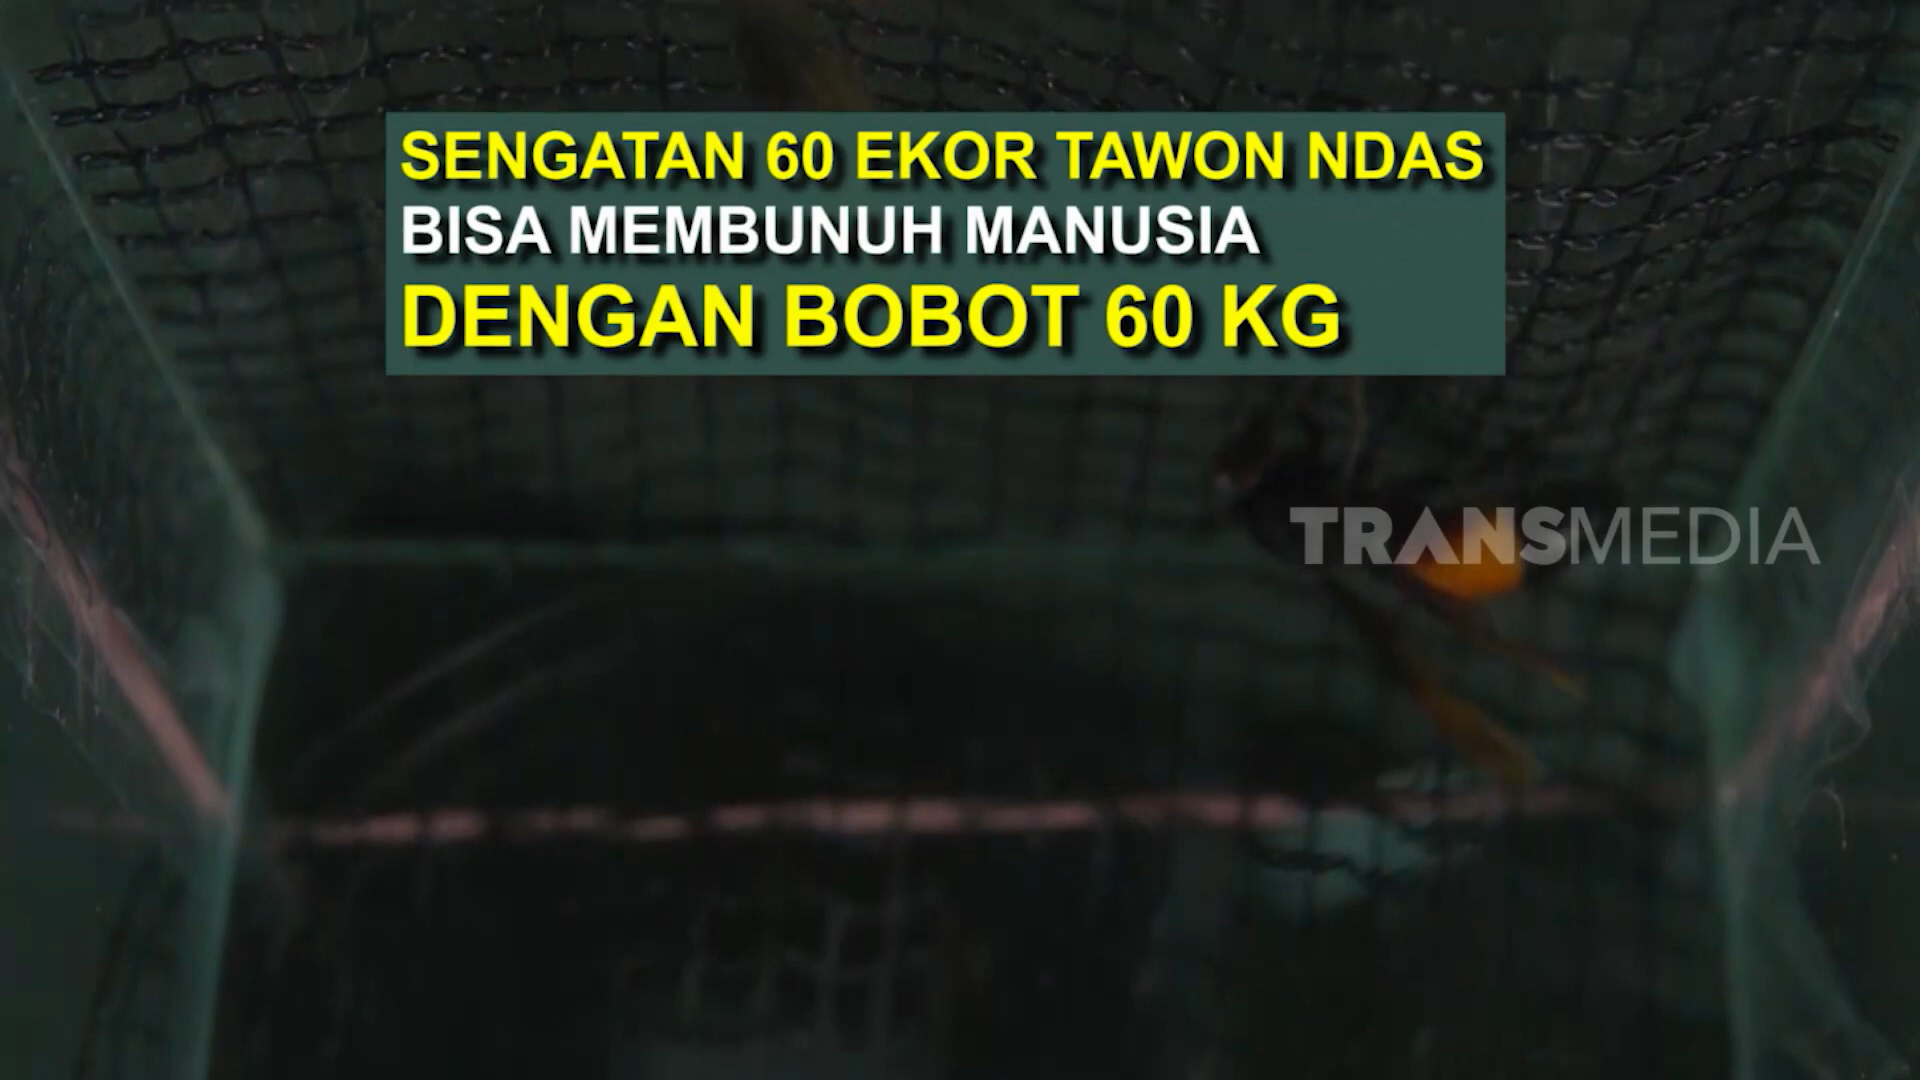 SENGATAN 60 EKOR TAWON NDAS
BISA MEMBUNUH MANUSIA
DENGAN BOBOT 60 KG
TRANSMEDIA